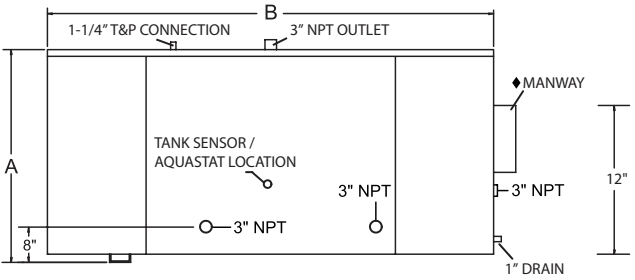 B
1-1/4” T&P CONNECTION
3” NPT OUTLET
♦MANWAY
TANK SENSOR /
AQUASTAT LOCATION
A
12"
3" NPT
3" NPT
3" NPT
8"
1” DRAIN